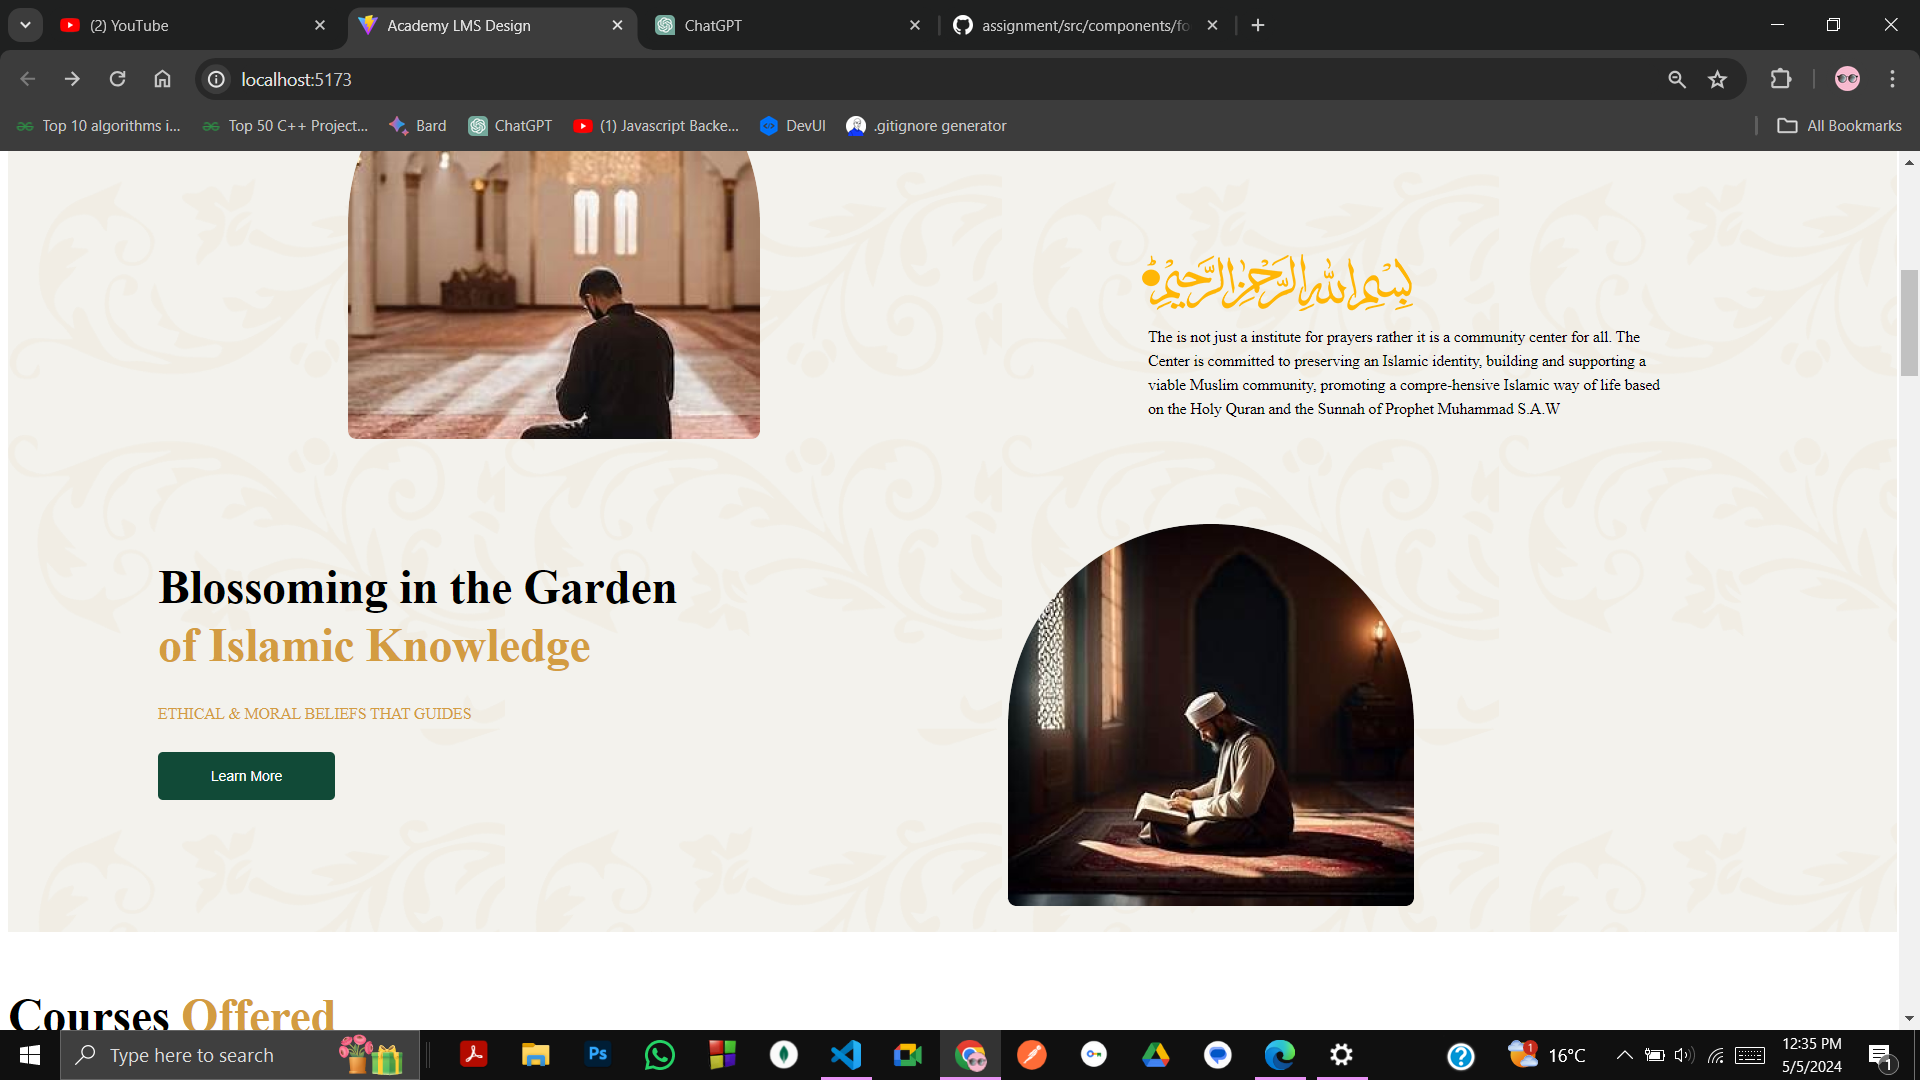 (2) YouTube
Academy LMS Design
ChatGPT
assignment/src/components/fo
localhost:5173
Top 10 algorithms i...
Top 50 C++ Project...
Bard
ChatGPT
(1) Javascript Backe...
DevUI
.gitignore generator
All Bookmarks
بِسْمِ اللهِ الرَّحْمٰنِ الرَّحِيْمِ
The is not just a institute for prayers rather it is a community center for all. The
Center is committed to preserving an Islamic identity, building and supporting a
viable Muslim community, promoting a compre-hensive Islamic way of life based
on the Holy Quran and the Sunnah of Prophet Muhammad S.A.W
Blossoming in the Garden
of Islamic Knowledge
ETHICAL & MORAL BELIEFS THAT GUIDES
Learn More
Courses Offered
Type here to search
Ps
1
16°C
12:35 PM
5/5/2024
1